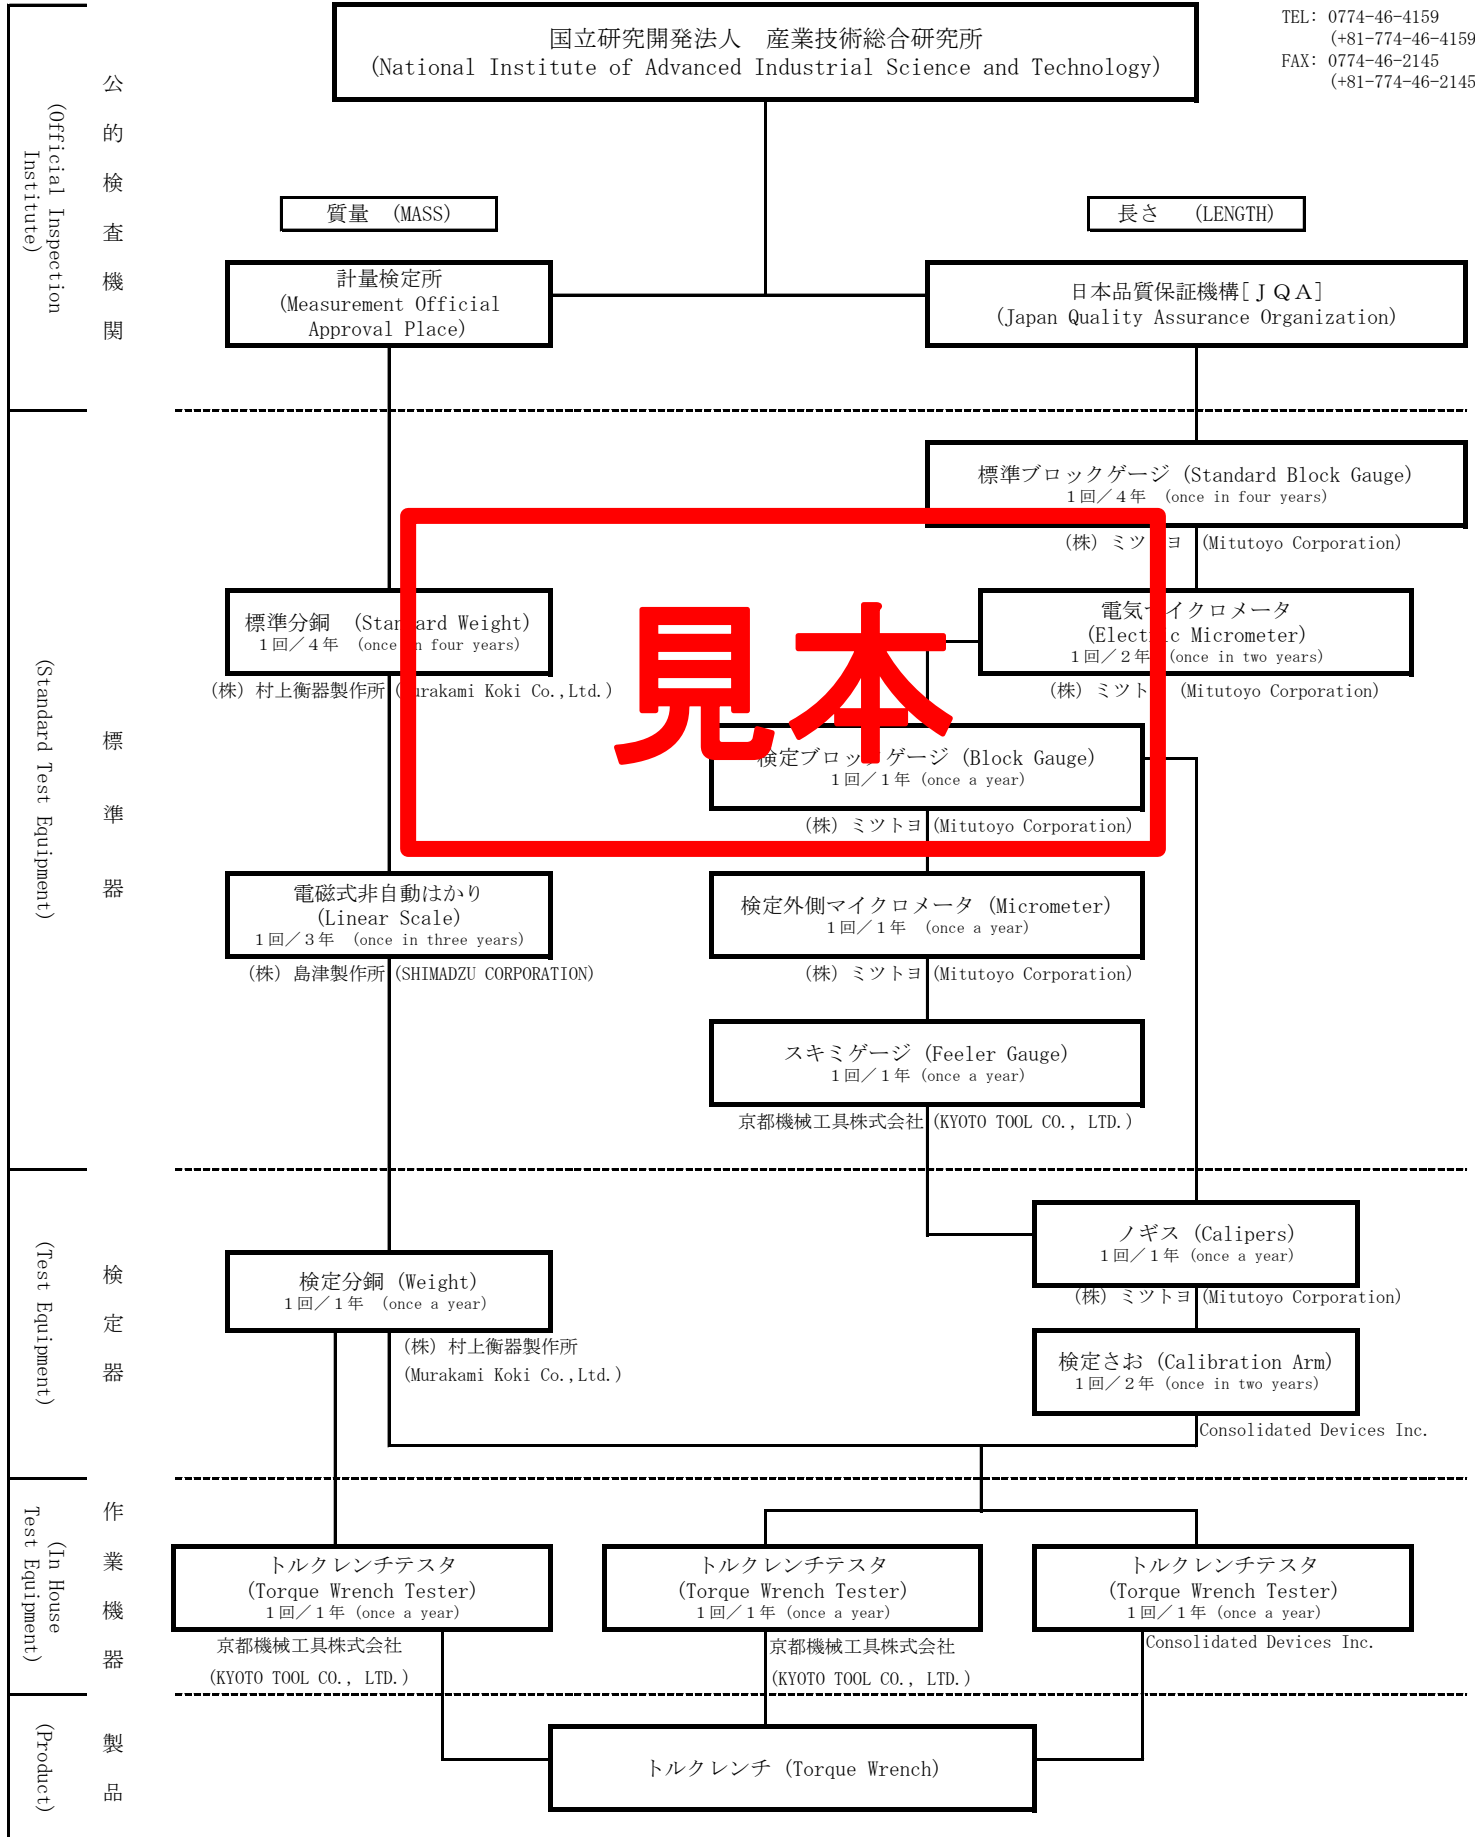 国立研究開発法人　産業技術総合研究所
(National Institute of Advanced Industrial Science and Technology)
TEL: 0774-46-4159
(+81-774-46-4159
FAX: 0774-46-2145
(+81-774-46-2145
公的検査機関
(Official Inspection
Institute)
質量　(MASS)
長さ　(LENGTH)
計量検定所
(Measurement Official
Approval Place)
日本品質保証機構[ＪＱＡ]
(Japan Quality Assurance Organization)
標準器
(Standard Test Equipment)
標準ブロックゲージ (Standard Block Gauge)
１回／４年　(once in four years)
(株) ミツトヨ (Mitutoyo Corporation)
見本
標準分銅　(Standard Weight)
１回／４年　(once in four years)
(株) 村上衡器製作所 (Murakami Koki Co.,Ltd.)
電気マイクロメータ
(Electric Micrometer)
１回／２年　(once in two years)
(株) ミツトヨ (Mitutoyo Corporation)
検定ブロックゲージ (Block Gauge)
１回／１年 (once a year)
(株) ミツトヨ (Mitutoyo Corporation)
電磁式非自動はかり
(Linear Scale)
１回／３年　(once in three years)
(株) 島津製作所 (SHIMADZU CORPORATION)
検定外側マイクロメータ (Micrometer)
１回／１年　(once a year)
(株) ミツトヨ (Mitutoyo Corporation)
スキミゲージ (Feeler Gauge)
１回／１年 (once a year)
京都機械工具株式会社 (KYOTO TOOL CO., LTD.)
検定器
(Test Equipment)
ノギス (Calipers)
１回／１年 (once a year)
(株) ミツトヨ (Mitutoyo Corporation)
検定分銅 (Weight)
１回／１年　(once a year)
(株) 村上衡器製作所
(Murakami Koki Co.,Ltd.)
検定さお (Calibration Arm)
１回／２年 (once in two years)
Consolidated Devices Inc.
作業機器
(In House
Test Equipment)
トルクレンチテスタ
(Torque Wrench Tester)
１回／１年 (once a year)
京都機械工具株式会社
(KYOTO TOOL CO., LTD.)
トルクレンチテスタ
(Torque Wrench Tester)
１回／１年 (once a year)
京都機械工具株式会社
(KYOTO TOOL CO., LTD.)
トルクレンチテスタ
(Torque Wrench Tester)
１回／１年 (once a year)
Consolidated Devices Inc.
製品
(Product)
トルクレンチ (Torque Wrench)